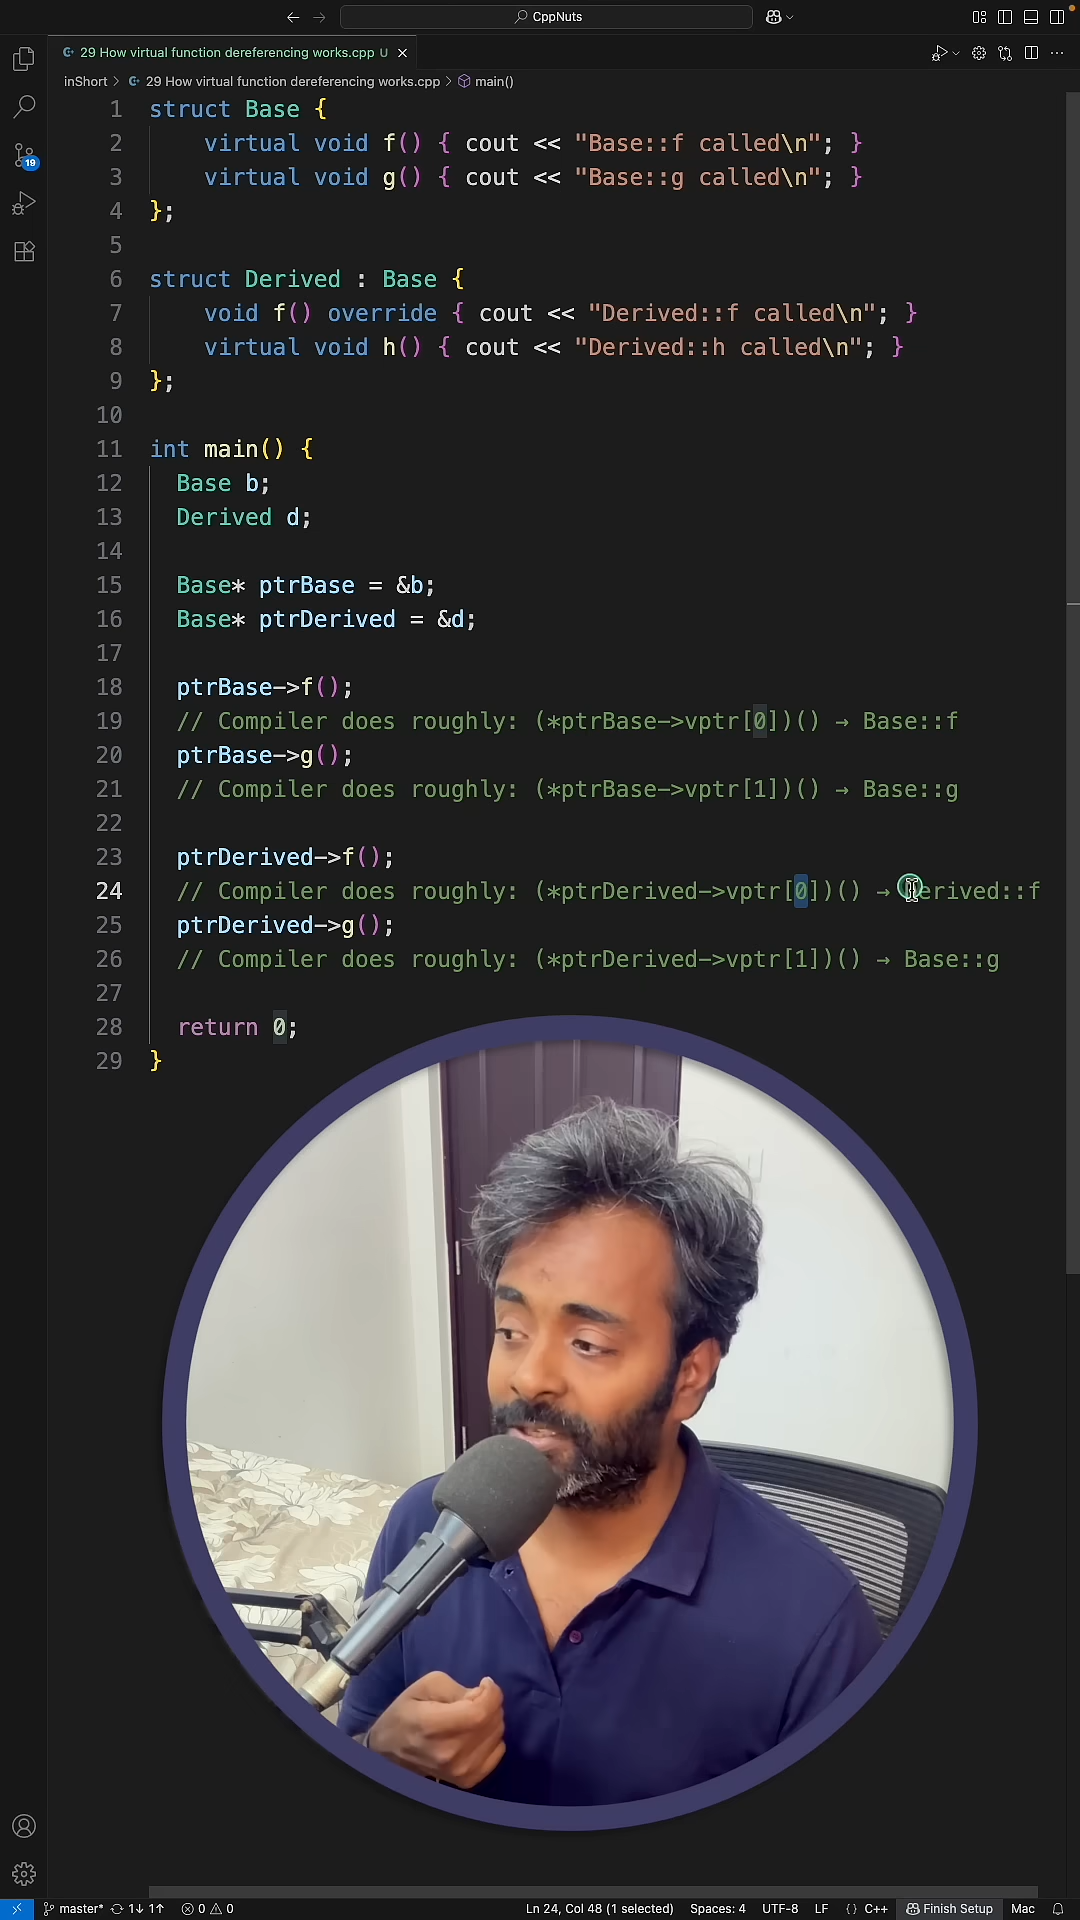 CppNuts
29 How virtual function dereferencing works.cpp U
inShort > 29 How virtual function dereferencing works.cpp > main()
1 struct Base {
2 virtual void f() { cout << "Base::f called\n"; }
3 virtual void g() { cout << "Base::g called\n"; }
4 };
5
6 struct Derived : Base {
7 void f() override { cout << "Derived::f called\n"; }
8 virtual void h() { cout << "Derived::h called\n"; }
9 };
10
11 int main() {
12 Base b;
13 Derived d;
14
15 Base* ptrBase = &b;
16 Base* ptrDerived = &d;
17
18 ptrBase->f();
19 // Compiler does roughly: (*ptrBase->vptr[0])() → Base::f
20 ptrBase->g();
21 // Compiler does roughly: (*ptrBase->vptr[1])() → Base::g
22
23 ptrDerived->f();
24 // Compiler does roughly: (*ptrDerived->vptr[0])() → Derived::f
25 ptrDerived->g();
26 // Compiler does roughly: (*ptrDerived->vptr[1])() → Base::g
27
28 return 0;
29 }
19
master* 1↓ 1↑ 0 0 Ln 24, Col 48 (1 selected) Spaces: 4 UTF-8 LF {} C++ Finish Setup Mac